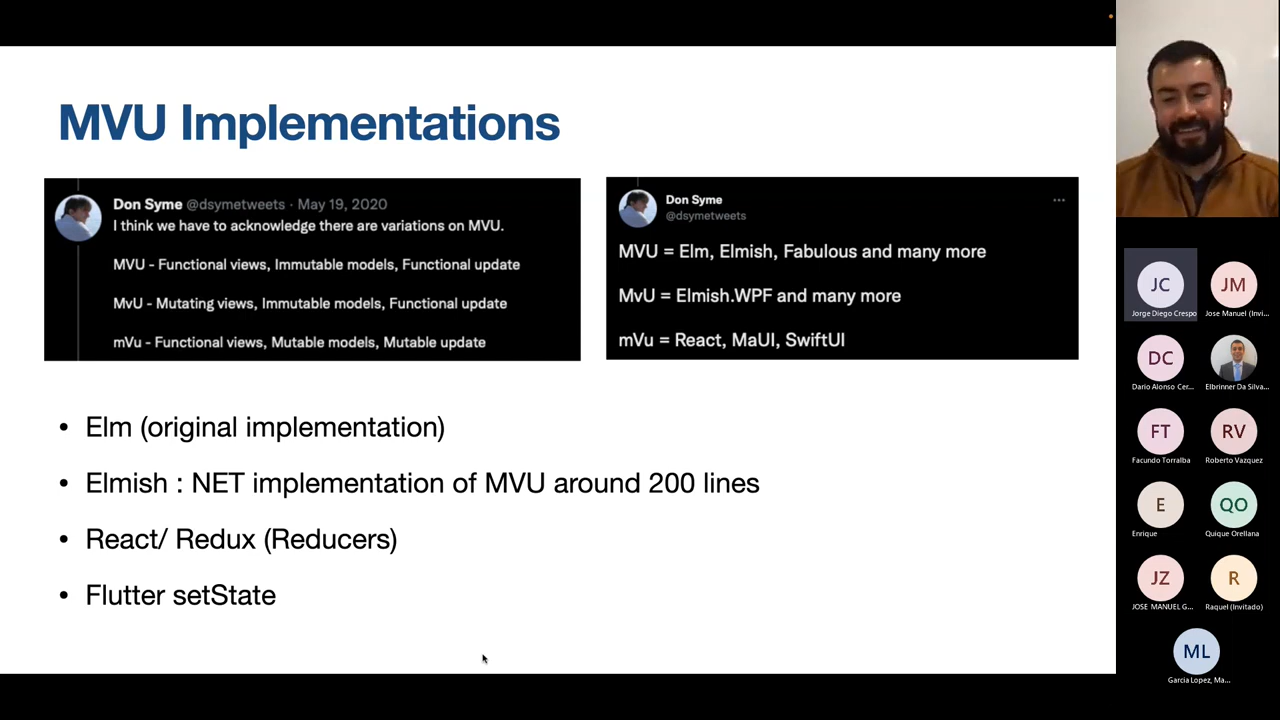 MVU Implementations
Don Syme @dsymetweets · May 19, 2020
I think we have to acknowledge there are variations on MVU.
MVU - Functional views, Immutable models, Functional update
MvU - Mutating views, Immutable models, Functional update
mVu - Functional views, Mutable models, Mutable update
Don Syme
@dsymetweets
MVU = Elm, Elmish, Fabulous and many more
MvU = Elmish.WPF and many more
mVu = React, MaUI, SwiftUI
• Elm (original implementation)
• Elmish : NET implementation of MVU around 200 lines
• React/ Redux (Reducers)
• Flutter setState
JC
Jorge Diego Crespo
JM
Jose Manuel (Invi...
DC
Dario Alonso Cer...
Elbrinner Da Silva...
FT
Facundo Torralba
RV
Roberto Vazquez
E
Enrique
QO
Quique Orellana
JZ
JOSE MANUEL G...
R
Raquel (Invitado)
ML
Garcia Lopez, Ma...